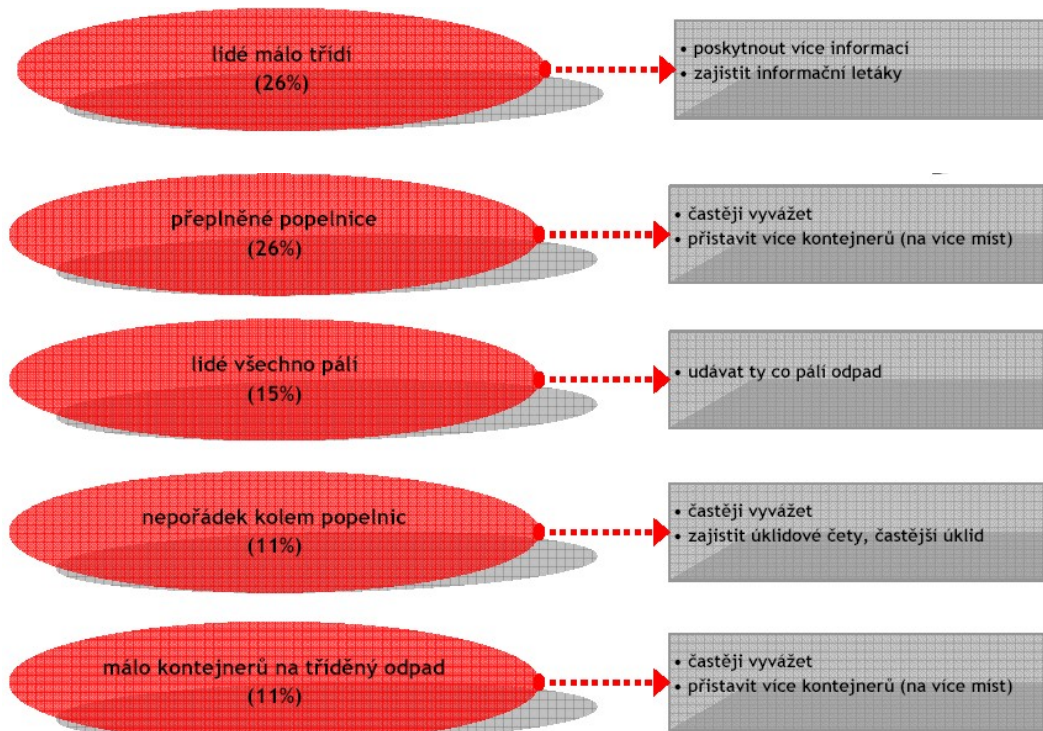 lidé málo třídí
(26%)
• poskytnout více informací
• zajistit informační letáky
přeplněné popelnice
(26%)
• častěji vyvážet
• přistavit více kontejnerů (na více míst)
lidé všechno pálí
(15%)
• udávat ty co pálí odpad
nepořádek kolem popelnic
(11%)
• častěji vyvážet
• zajistit úklidové čety, častější úklid
málo kontejnerů na tříděný odpad
(11%)
• častěji vyvážet
• přistavit více kontejnerů (na více míst)